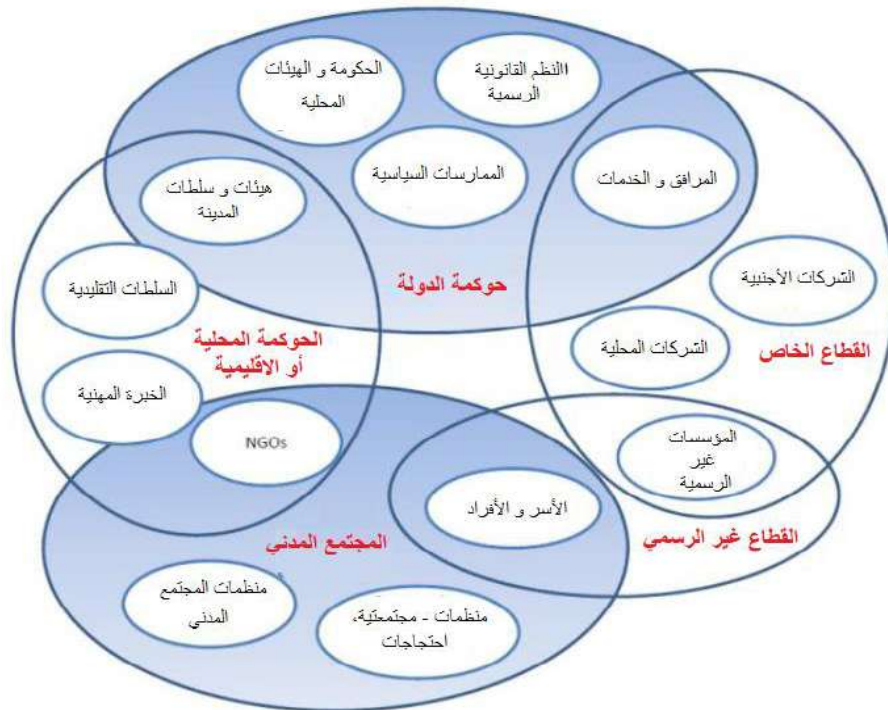 النظم القانونية
الرسمية
الحكومة و الهيئات
المحلية
الممارسات السياسية
المرافق و الخدمات
هيئات و سلطات
المدينة
حوكمة الدولة
الشركات الأجنبية
السلطات التقليدية
القطاع الخاص
الشركات المحلية
الحوكمة المحلية
أو الاقليمية
الخبرة المهنية
NGOs
المؤسسات
غير
الرسمية
الأسر و الأفراد
القطاع غير الرسمي
المجتمع المدني
منظمات المجتمع
المدني
منظمات - مجتمعتية،
احتجاجات